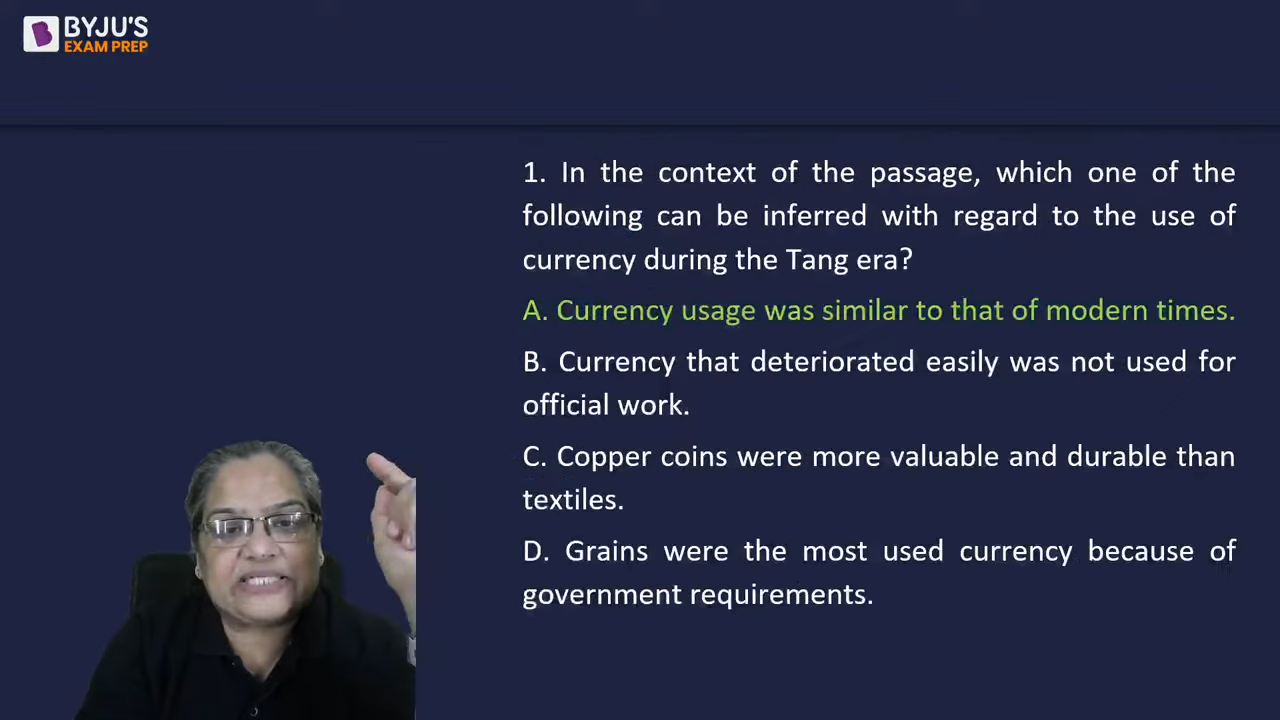 BYJU'S
EXAM PREP
1. In the context of the passage, which one of the
following can be inferred with regard to the use of
currency during the Tang era?
A. Currency usage was similar to that of modern times.
B. Currency that deteriorated easily was not used for
official work.
C. Copper coins were more valuable and durable than
textiles.
D. Grains were the most used currency because of
government requirements.